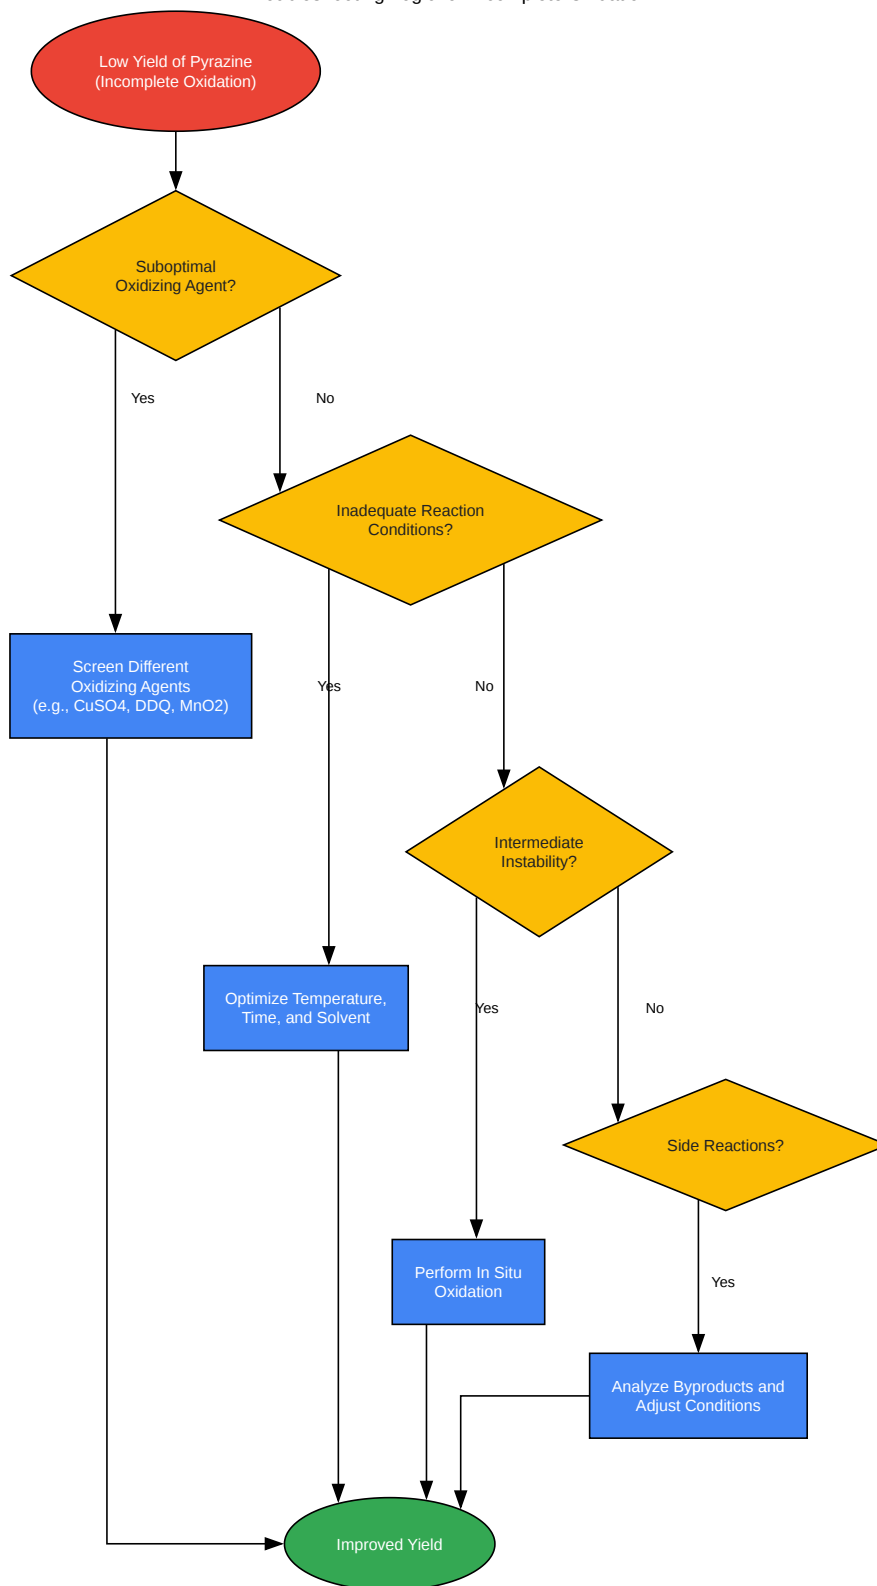 Low Yield of Pyrazine
(Incomplete Oxidation)
Suboptimal
Oxidizing Agent?
Yes
No
Inadequate Reaction
Conditions?
Screen Different
Oxidizing Agents
(e.g., CuSO4, DDQ, MnO2)
Yes
No
Intermediate
Instability?
Optimize Temperature,
Time, and Solvent
Yes
No
Side Reactions?
Perform In Situ
Oxidation
Yes
Analyze Byproducts and
Adjust Conditions
Improved Yield